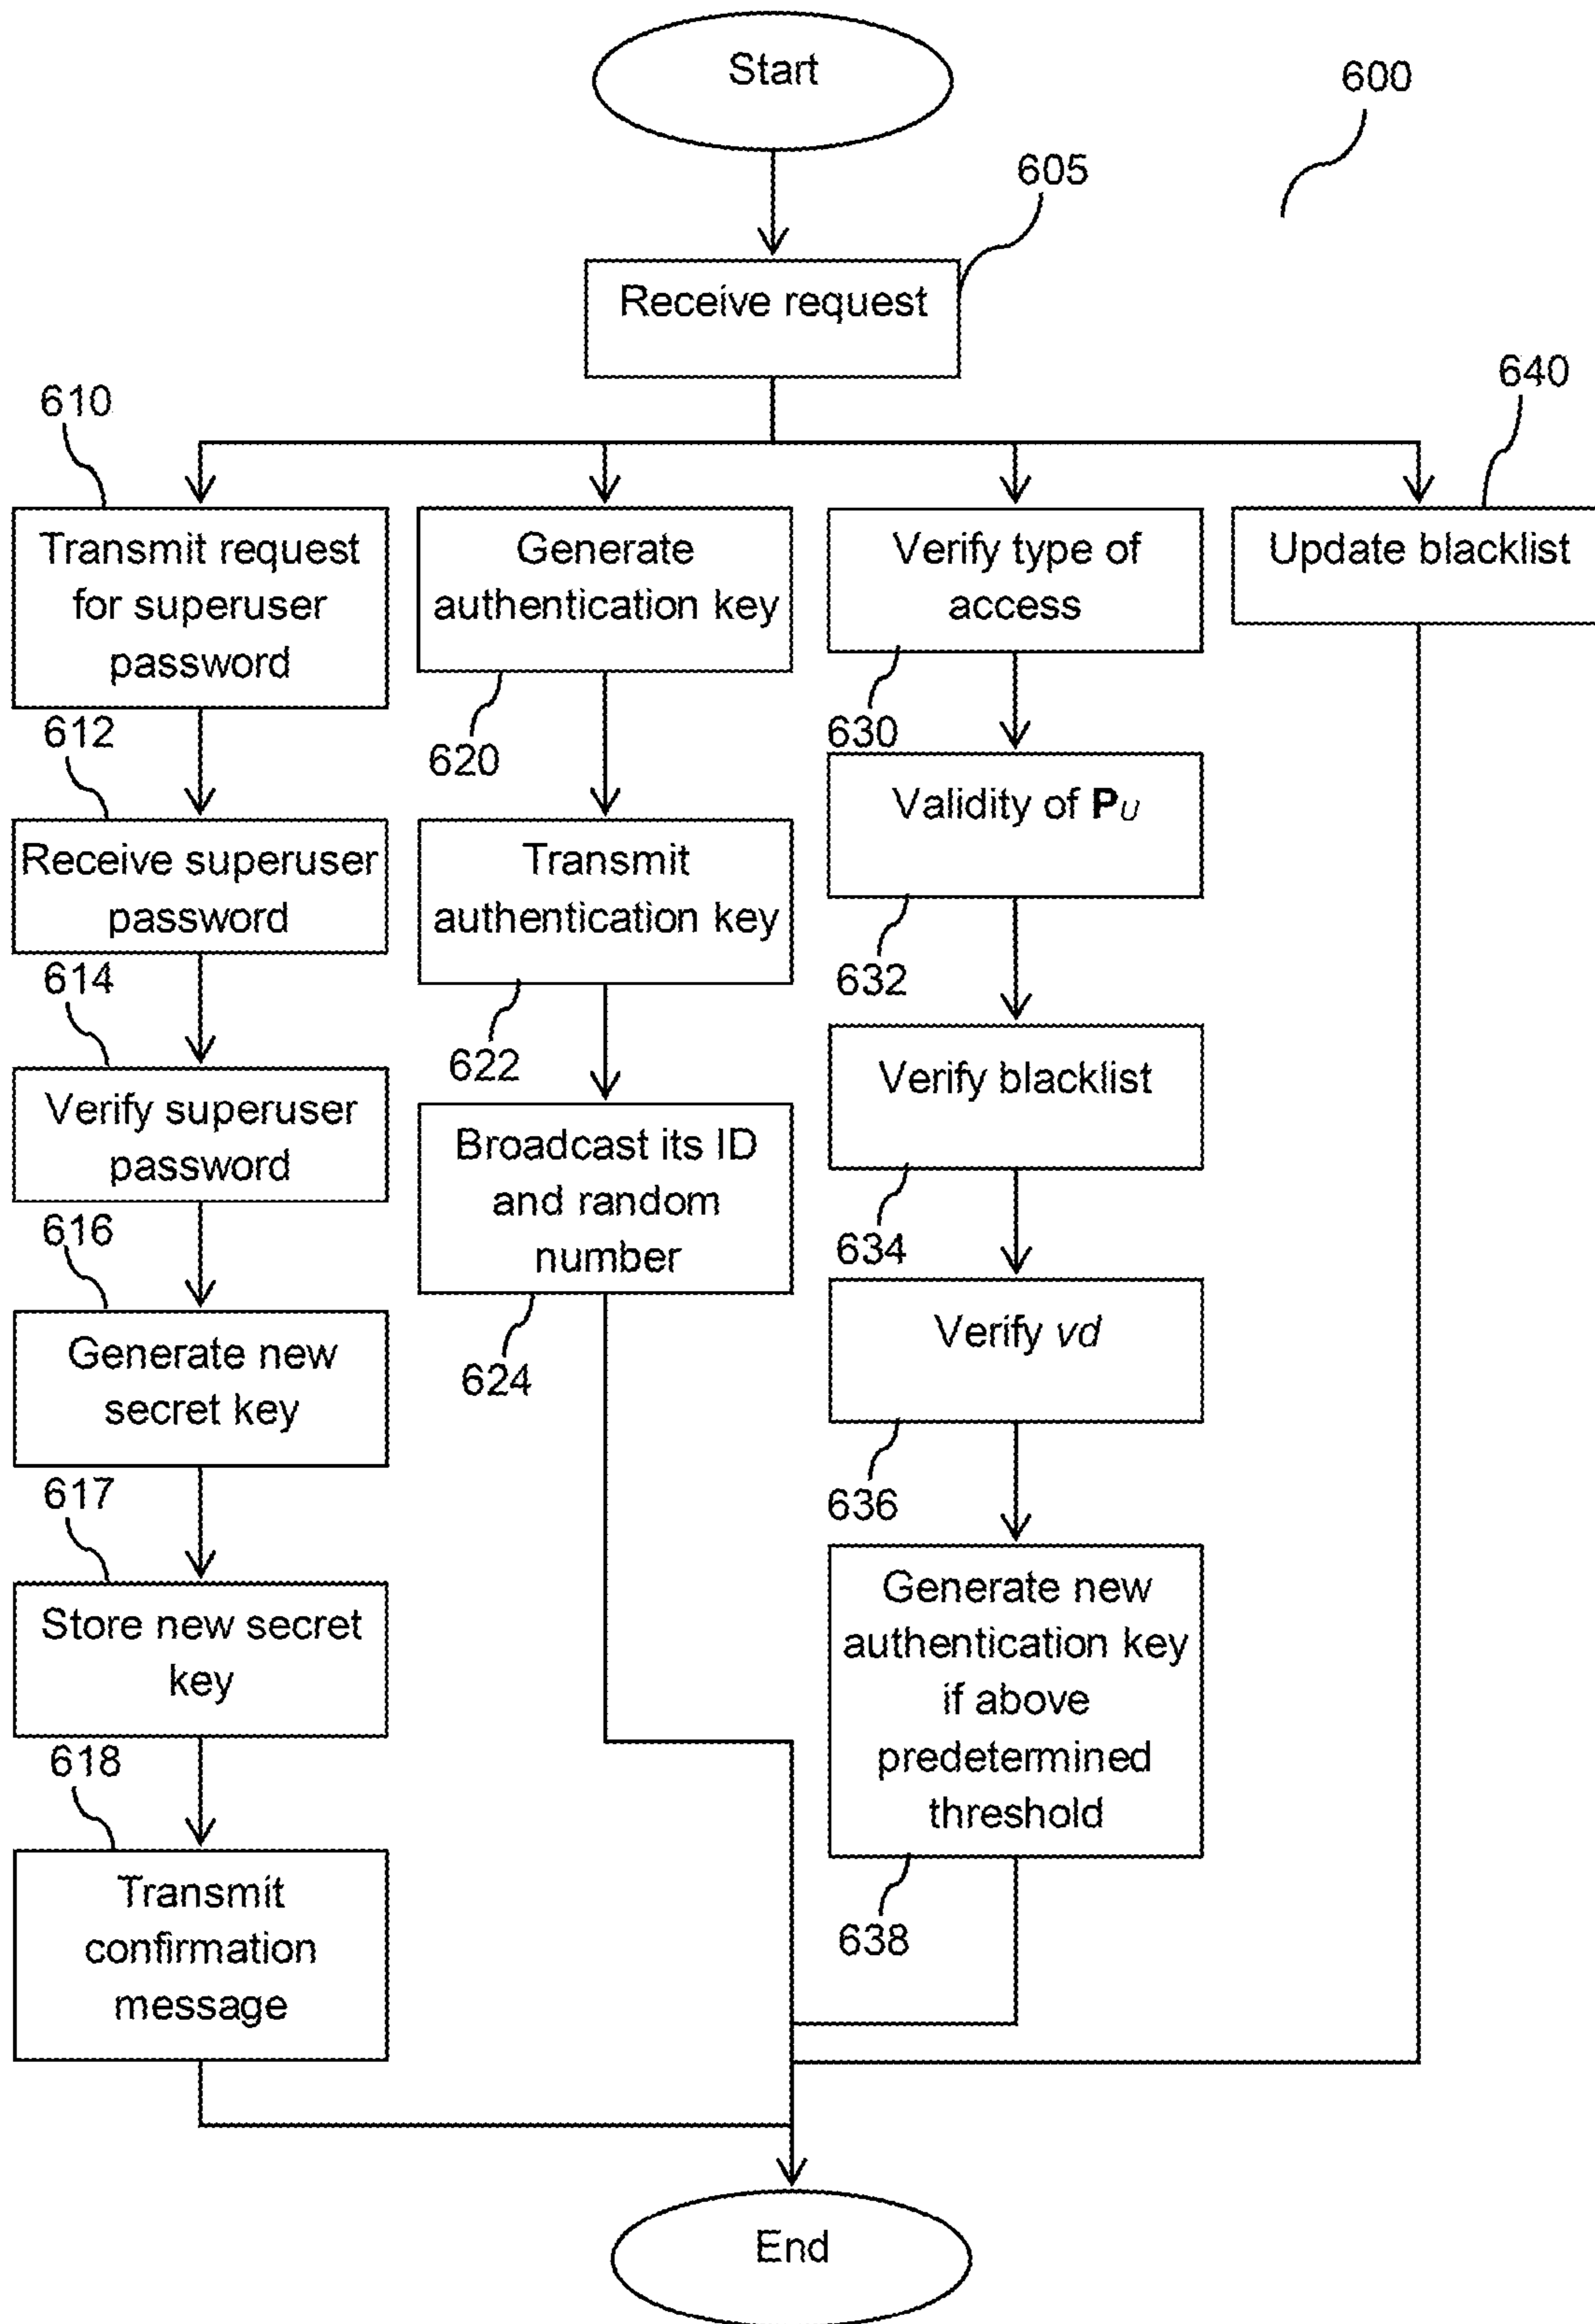 Start
600
605
Receive request
610
640
Transmit request
for superuser
password
Generate
authentication key
Verify type of
access
Update blacklist
612
620
630
Receive superuser
password
Transmit
authentication key
Validity of PU
614
622
632
Verify superuser
password
Broadcast its ID
and random
number
Verify blacklist
616
624
634
Generate new
secret key
Verify vd
617
636
Store new secret
key
Generate new
authentication key
if above
predetermined
threshold
618
638
Transmit
confirmation
message
End